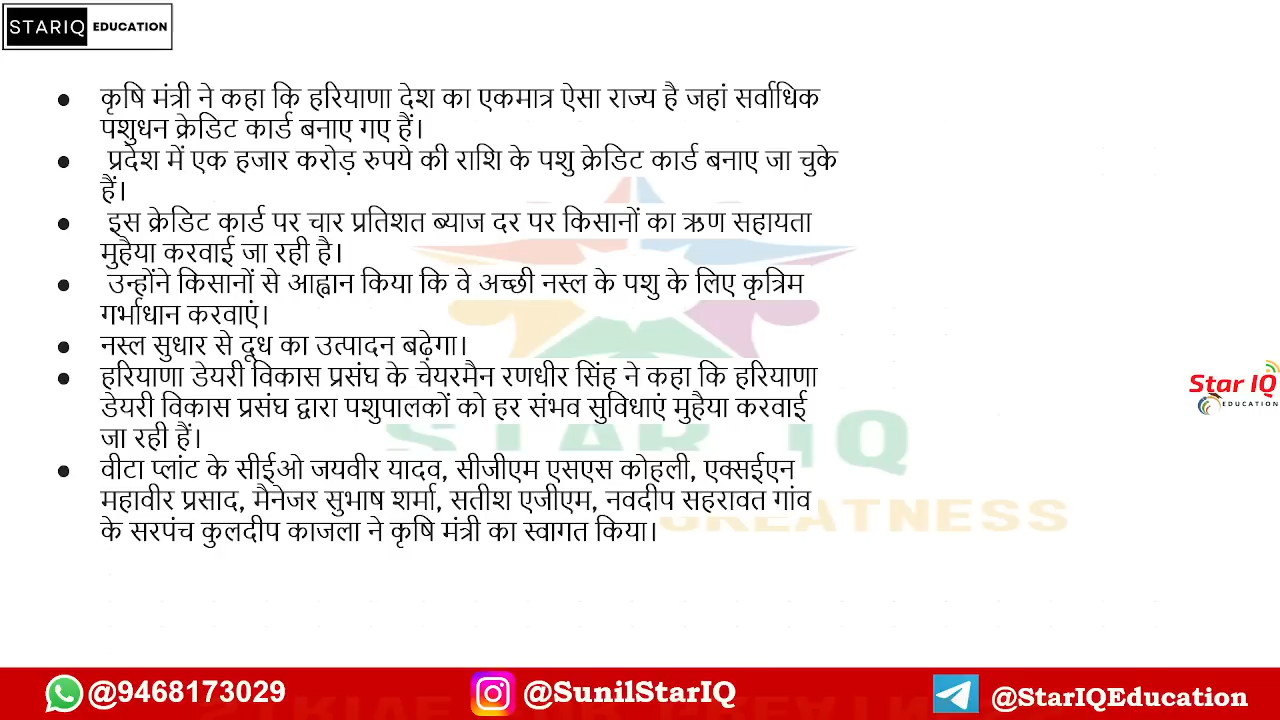 STARIQ EDUCATION
● कृषि मंत्री ने कहा कि हरियाणा देश का एकमात्र ऐसा राज्य है जहां सर्वाधिक
पशुधन क्रेडिट कार्ड बनाए गए हैं।
● प्रदेश में एक हजार करोड़ रुपये की राशि के पशु क्रेडिट कार्ड बनाए जा चुके
हैं।
● इस क्रेडिट कार्ड पर चार प्रतिशत ब्याज दर पर किसानों का ऋण सहायता
मुहैया करवाई जा रही है।
● उन्होंने किसानों से आह्वान किया कि वे अच्छी नस्ल के पशु के लिए कृत्रिम
गर्भाधान करवाएं।
● नस्ल सुधार से दूध का उत्पादन बढ़ेगा।
● हरियाणा डेयरी विकास प्रसंघ के चेयरमैन रणधीर सिंह ने कहा कि हरियाणा
डेयरी विकास प्रसंघ द्वारा पशुपालकों को हर संभव सुविधाएं मुहैया करवाई
जा रही हैं।
● वीटा प्लांट के सीईओ जयवीर यादव, सीजीएम एसएस कोहली, एक्सईएन
महावीर प्रसाद, मैनेजर सुभाष शर्मा, सतीश एजीएम, नवदीप सहरावत गांव
के सरपंच कुलदीप काजला ने कृषि मंत्री का स्वागत किया।
STAR IQ
GREATNESS
Star IQ
EDUCATION
@9468173029 @SunilStarIQ @StarIQEducation